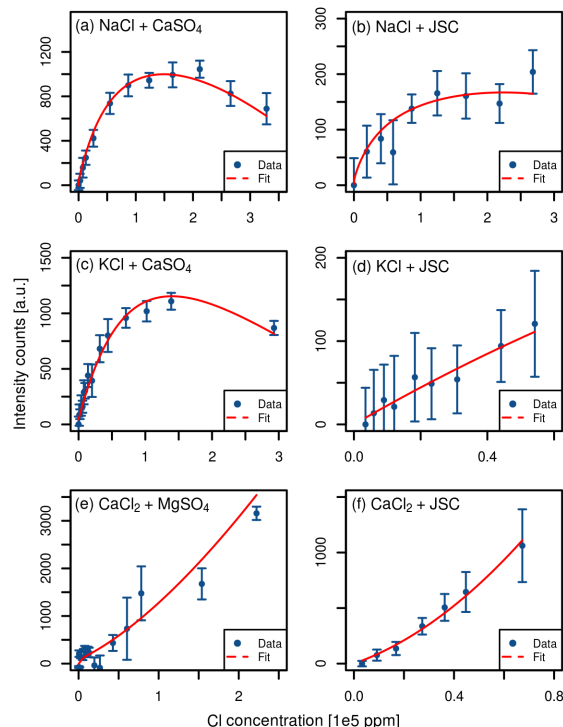 (a) NaCl + CaSO₄
1200
800
400
0
0 1 2 3
Data
Fit
(b) NaCl + JSC
300
200
100
0
0 1 2 3
Data
Fit
(c) KCl + CaSO₄
1500
1000
500
0
0 1 2 3
Data
Fit
(d) KCl + JSC
200
100
0
0.0 0.4
Data
Fit
(e) CaCl₂ + MgSO₄
3000
2000
1000
0
0 1 2
Data
Fit
(f) CaCl₂ + JSC
1000
0
0.0 0.4 0.8
Data
Fit
Intensity counts [a.u.]
Cl concentration [1e5 ppm]